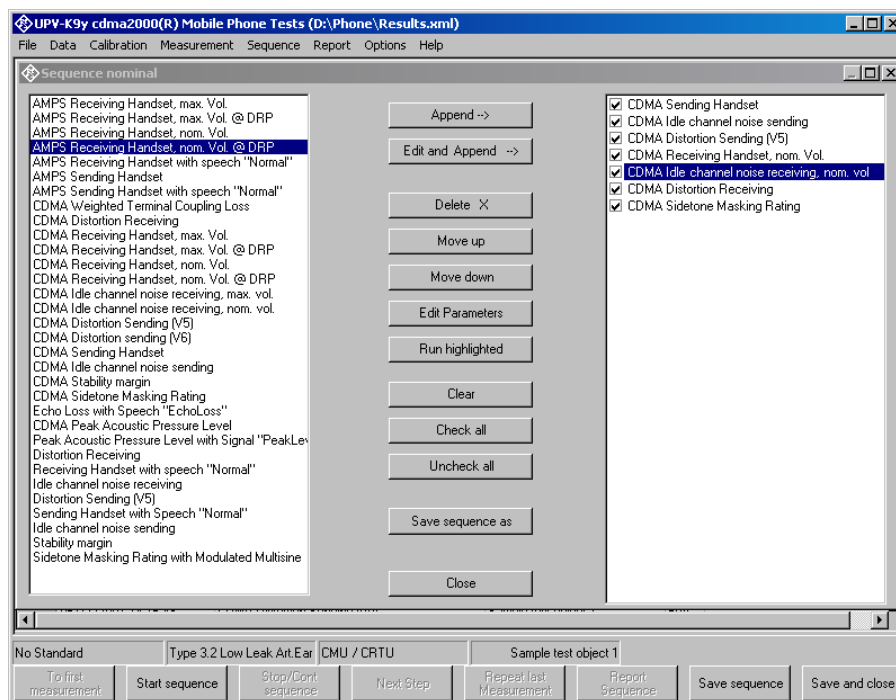 UPV-K9y cdma2000(R) Mobile Phone Tests (D:\Phone\Results.xml)
File Data Calibration Measurement Sequence Report Options Help
Sequence nominal
AMPS Receiving Handset, max. Vol.
AMPS Receiving Handset, max. Vol. @ DRP
AMPS Receiving Handset, nom. Vol.
AMPS Receiving Handset, nom. Vol. @ DRP
AMPS Receiving Handset with speech "Normal"
AMPS Sending Handset
AMPS Sending Handset with speech "Normal"
CDMA Weighted Terminal Coupling Loss
CDMA Distortion Receiving
CDMA Receiving Handset, max. Vol.
CDMA Receiving Handset, max. Vol. @ DRP
CDMA Receiving Handset, nom. Vol.
CDMA Receiving Handset, nom. Vol. @ DRP
CDMA Idle channel noise receiving, max. vol.
CDMA Idle channel noise receiving, nom. vol.
CDMA Distortion Sending (V5)
CDMA Distortion sending (V6)
CDMA Sending Handset
CDMA Idle channel noise sending
CDMA Stability margin
CDMA Sidetone Masking Rating
Echo Loss with Speech "EchoLoss"
CDMA Peak Acoustic Pressure Level
Peak Acoustic Pressure Level with Signal "PeakLev
Distortion Receiving
Receiving Handset with speech "Normal"
Idle channel noise receiving
Distortion Sending (V5)
Sending Handset with Speech "Normal"
Idle channel noise sending
Stability margin
Sidetone Masking Rating with Modulated Multisine
Append -->
Edit and Append -->
Delete X
Move up
Move down
Edit Parameters
Run highlighted
Clear
Check all
Uncheck all
Save sequence as
Close
CDMA Sending Handset
CDMA Idle channel noise sending
CDMA Distortion Sending (V5)
CDMA Receiving Handset, nom. Vol.
CDMA Idle channel noise receiving, nom. vol
CDMA Distortion Receiving
CDMA Sidetone Masking Rating
No Standard
Type 3.2 Low Leak Art.Ear
CMU / CRTU
Sample test object 1
To first measurement
Start sequence
Stop/Cont sequence
Next Step
Repeat last Measurement
Report Sequence
Save sequence
Save and close